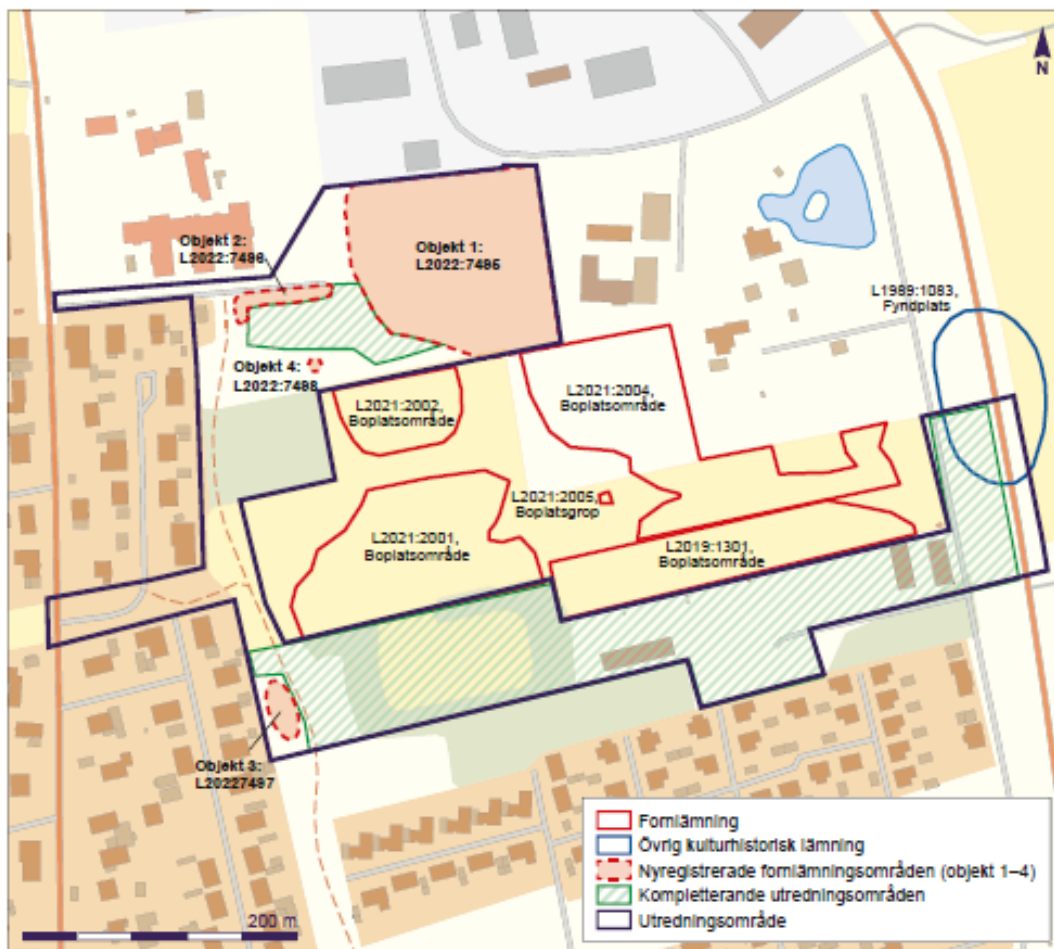 N
Objekt 2:
L2022:7496
Objekt 1:
L2022:7495
L1989:1083,
Fyndplats
Objekt 4:
L2022:7498
L2021:2002,
Boplatsområde
L2021:2004,
Boplatsområde
L2021:2005,
Boplatsgrop
L2021:2001,
Boplatsområde
L2019:1301,
Boplatsområde
Objekt 3:
L20227497
Fornlämning
Övrig kulturhistorisk lämning
Nyregistrerade fornlämningsområden (objekt 1–4)
Kompletterande utredningsområden
Utredningsområde
200 m